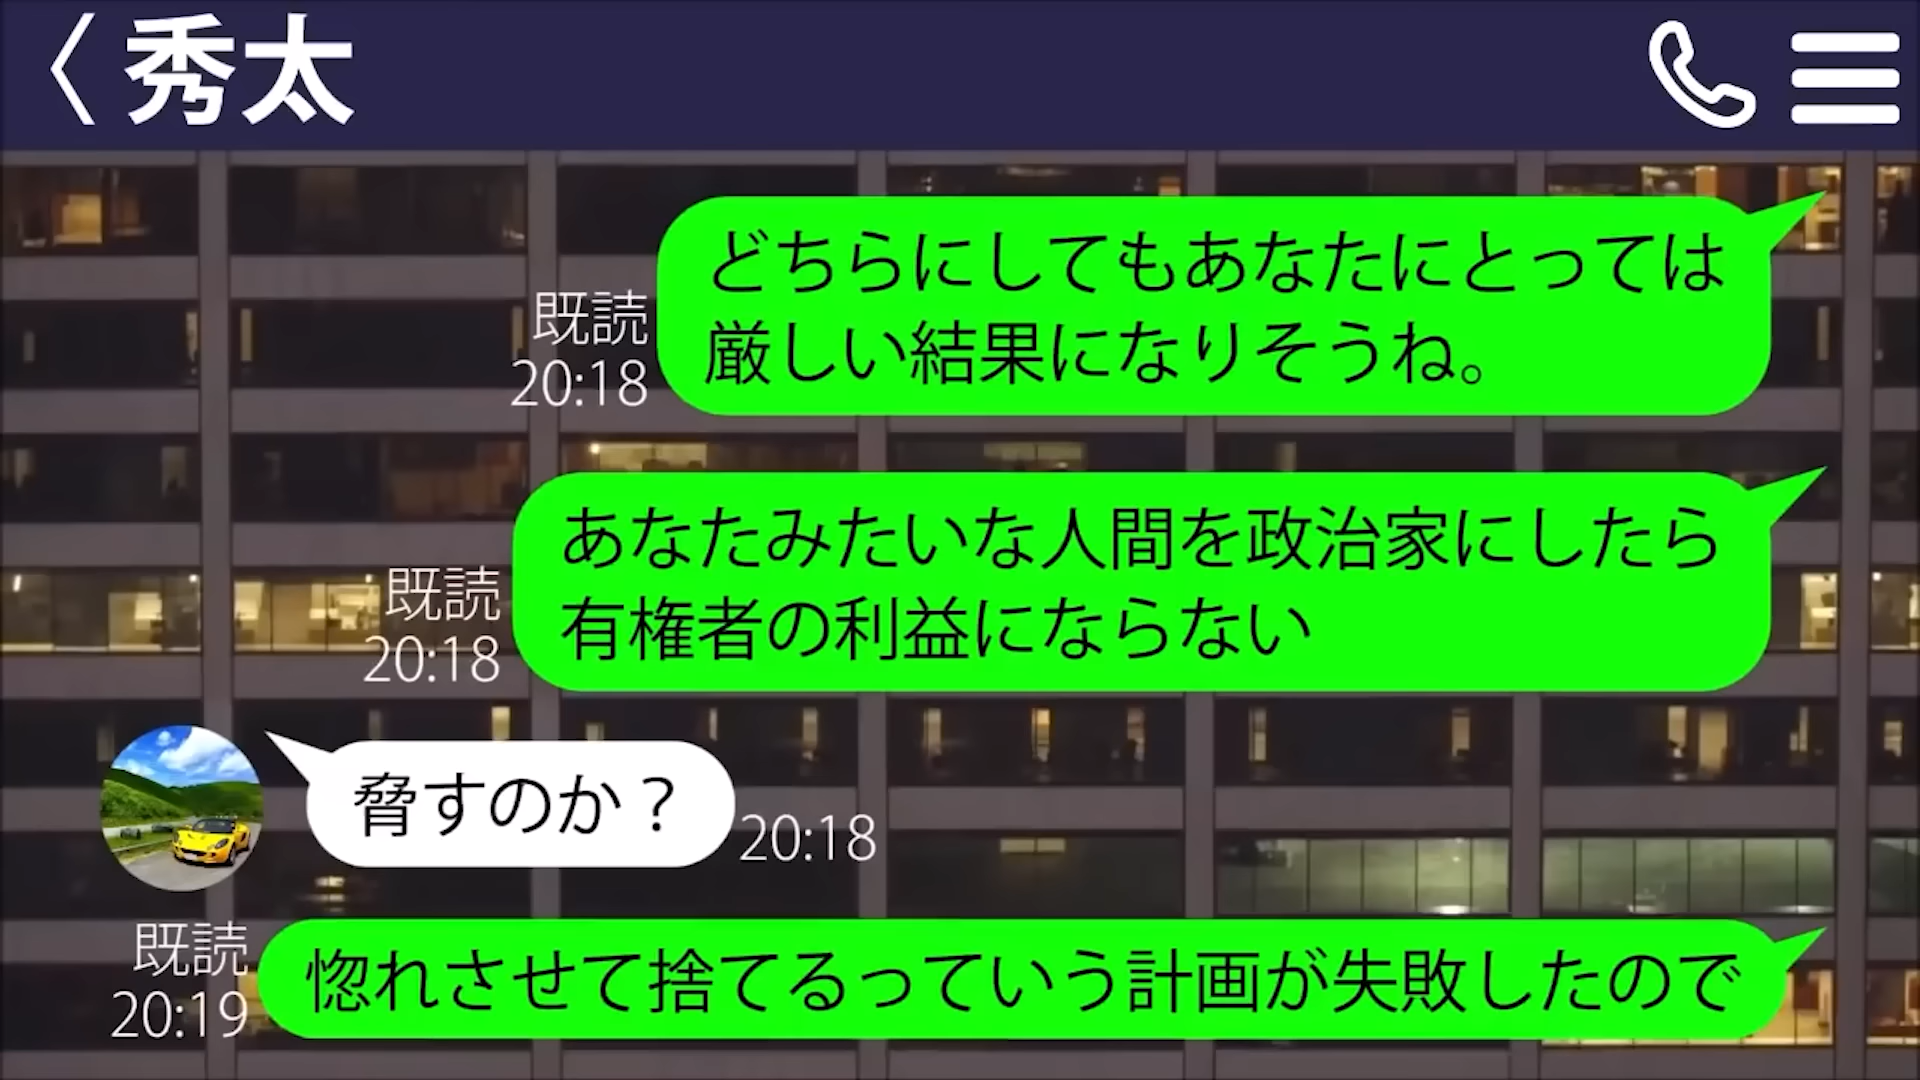 秀太
どちらにしてもあなたにとっては
厳しい結果になりそうね。
既読
20:18
あなたみたいな人間を政治家にしたら
有権者の利益にならない
既読
20:18
脅すのか？
20:18
惚れさせて捨てるっていう計画が失敗したので
既読
20:19